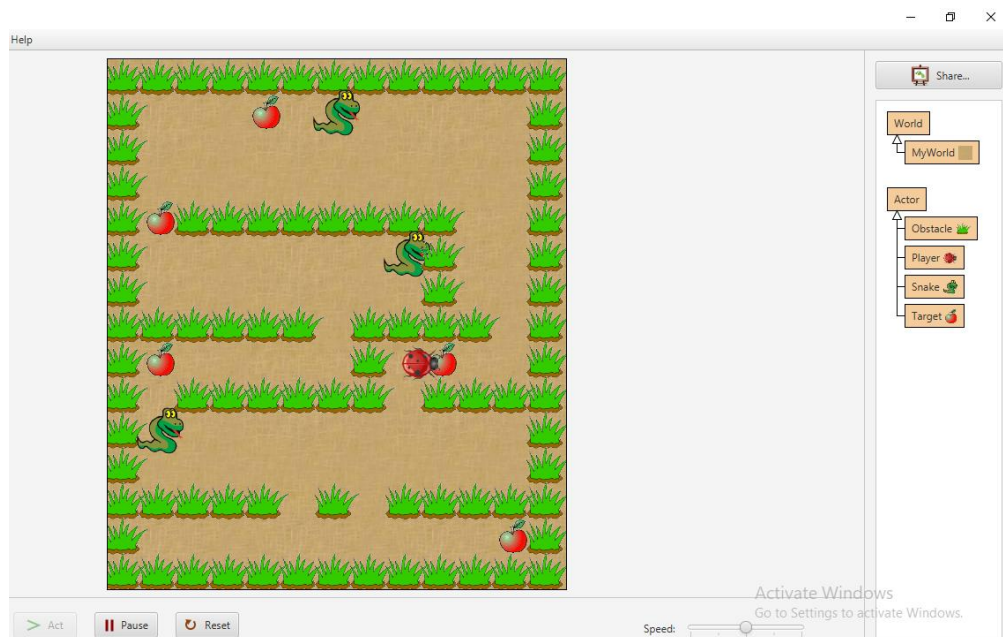 Help
Share...
World
MyWorld
Actor
Obstacle
Player
Snake
Target
Activate Windows
Go to Settings to activate Windows.
Act
Pause
Reset
Speed: